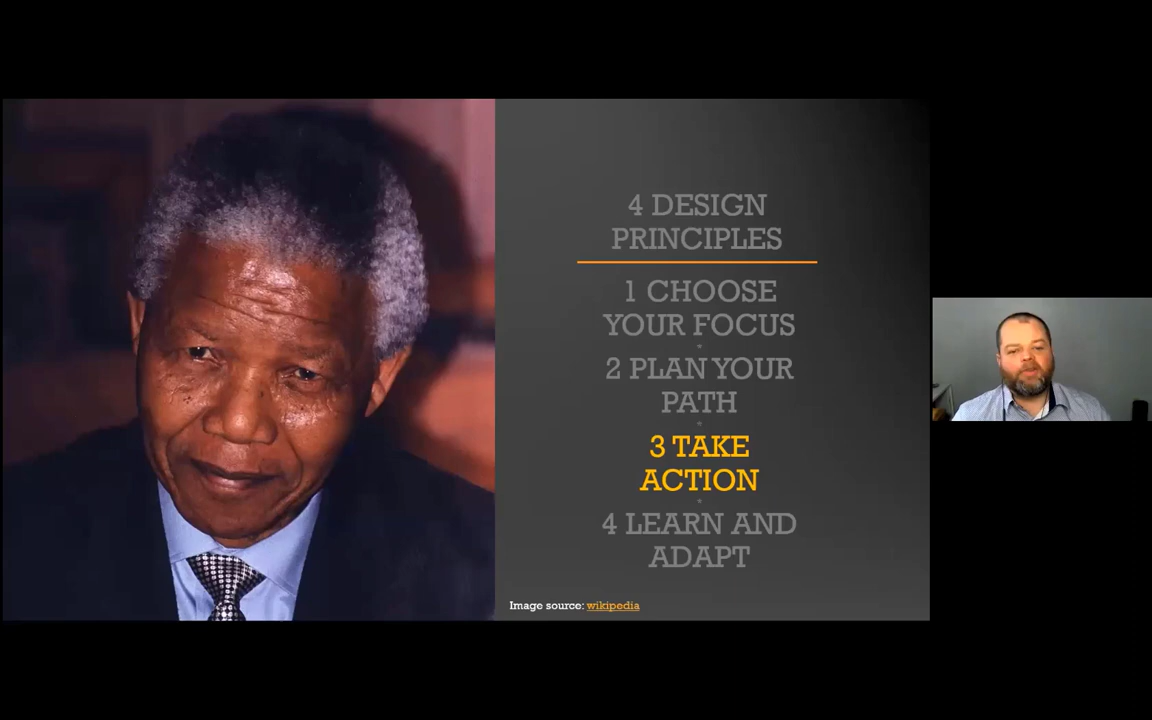 4 DESIGN
PRINCIPLES
1 CHOOSE
YOUR FOCUS
*
2 PLAN YOUR
PATH
*
3 TAKE
ACTION
*
4 LEARN AND
ADAPT
Image source: wikipedia